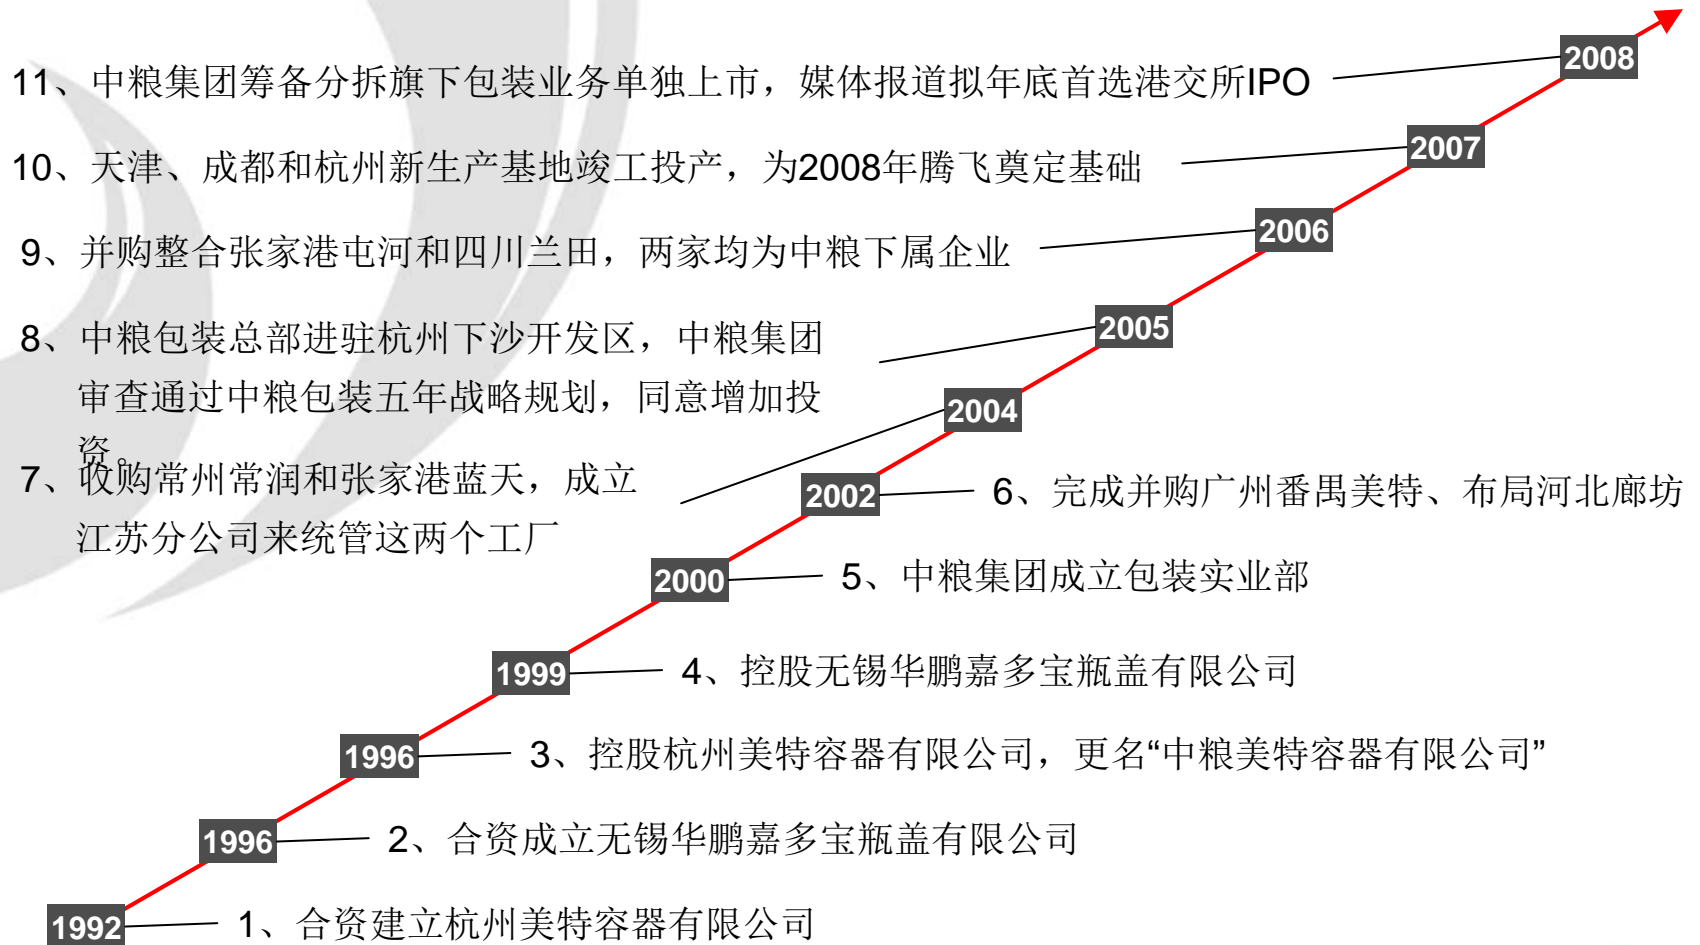 2008
11、中粮集团筹备分拆旗下包装业务单独上市，媒体报道拟年底首选港交所IPO
2007
10、天津、成都和杭州新生产基地竣工投产，为2008年腾飞奠定基础
2006
9、并购整合张家港屯河和四川兰田，两家均为中粮下属企业
2005
8、中粮包装总部进驻杭州下沙开发区，中粮集团
审查通过中粮包装五年战略规划，同意增加投
资。
2004
7、收购常州常润和张家港蓝天，成立
江苏分公司来统管这两个工厂
2002
6、完成并购广州番禺美特、布局河北廊坊
2000
5、中粮集团成立包装实业部
1999
4、控股无锡华鹏嘉多宝瓶盖有限公司
1996
3、控股杭州美特容器有限公司，更名“中粮美特容器有限公司”
1996
2、合资成立无锡华鹏嘉多宝瓶盖有限公司
1992
1、合资建立杭州美特容器有限公司